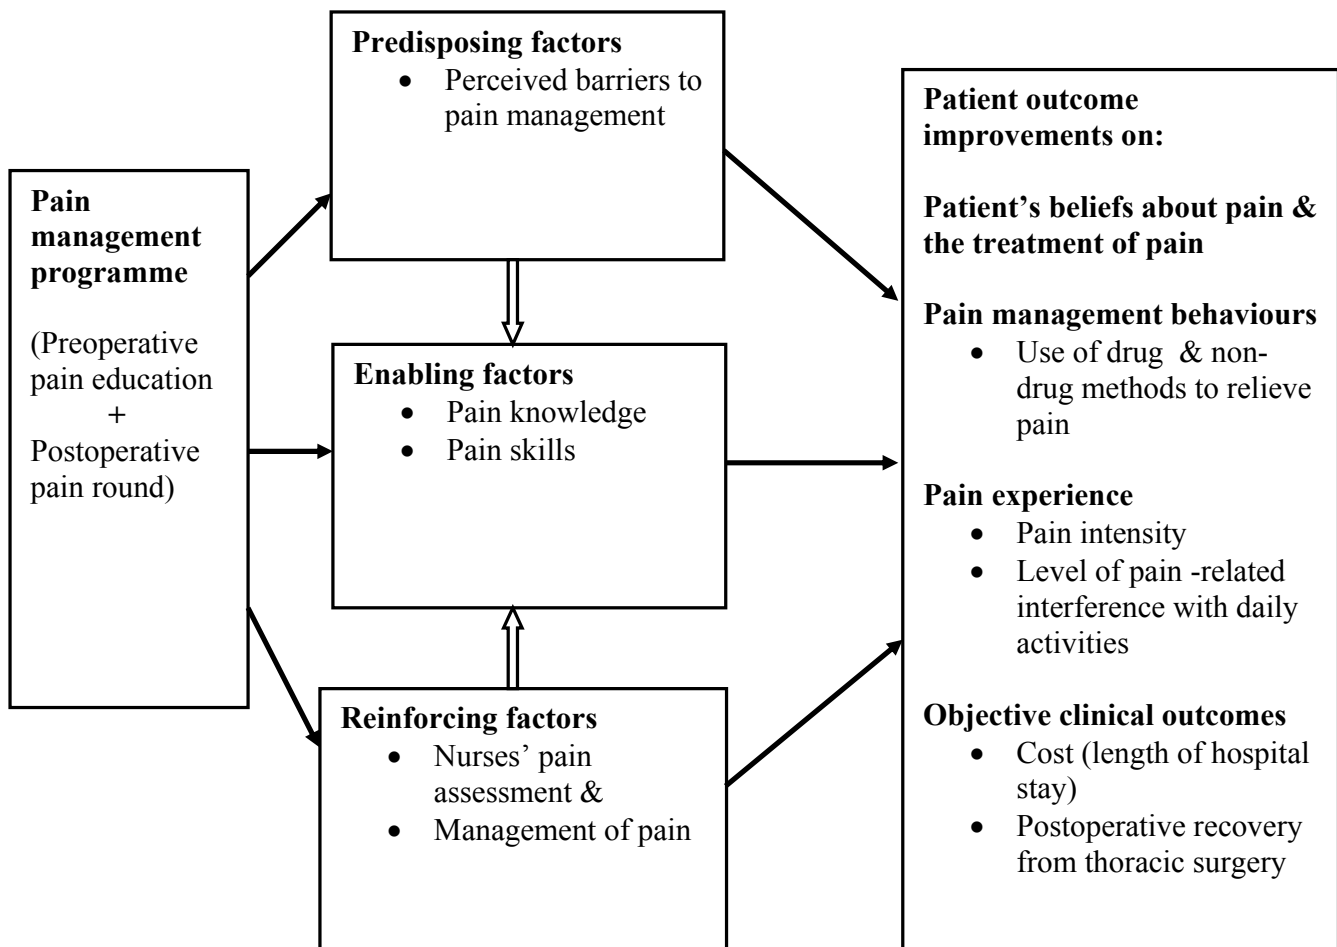 Pain
management
programme
(Preoperative
pain education
+
Postoperative
pain round)
Predisposing factors
• Perceived barriers to
pain management
Enabling factors
• Pain knowledge
• Pain skills
Reinforcing factors
• Nurses’ pain
assessment &
• Management of pain
Patient outcome
improvements on:
Patient’s beliefs about pain &
the treatment of pain
Pain management behaviours
• Use of drug & non-
drug methods to relieve
pain
Pain experience
• Pain intensity
• Level of pain -related
interference with daily
activities
Objective clinical outcomes
• Cost (length of hospital
stay)
• Postoperative recovery
from thoracic surgery